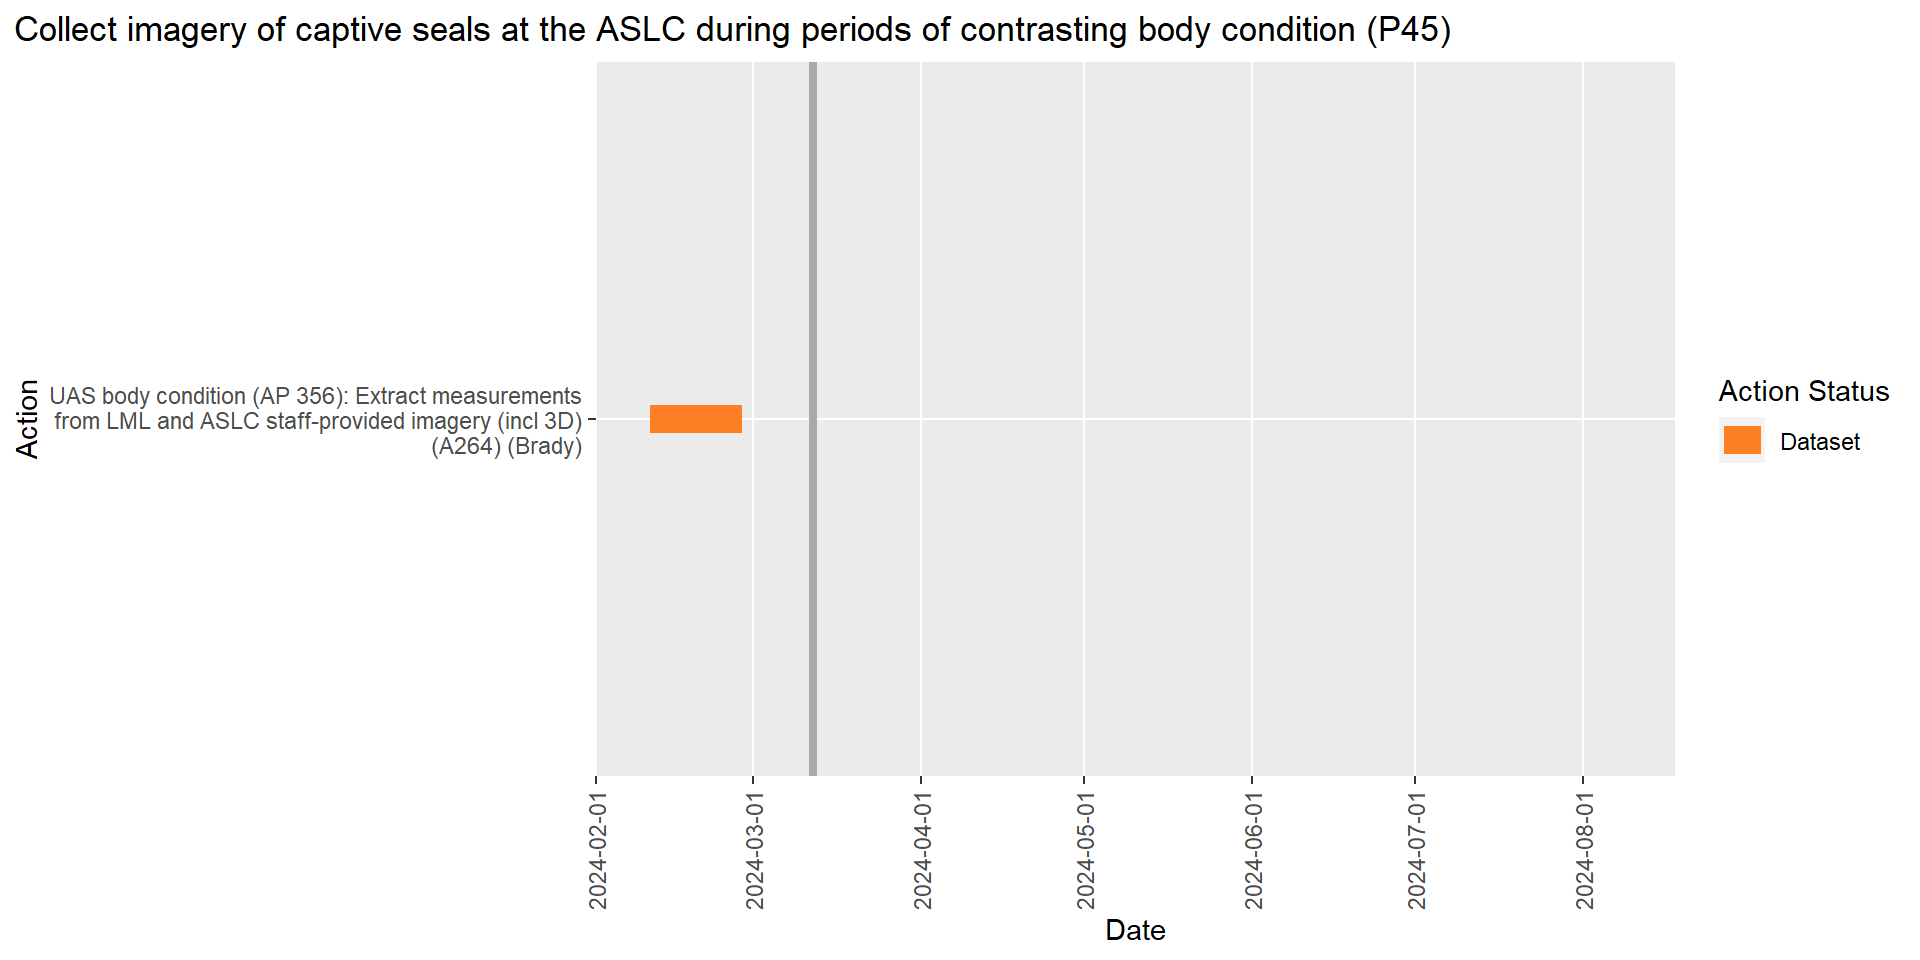 Collect imagery of captive seals at the ASLC during periods of contrasting body condition (P45)
Action
UAS body condition (AP 356): Extract measurements
from LML and ASLC staff-provided imagery (incl 3D)
(A264) (Brady)
Action Status
Dataset
2024-02-01
2024-03-01
2024-04-01
2024-05-01
2024-06-01
2024-07-01
2024-08-01
Date